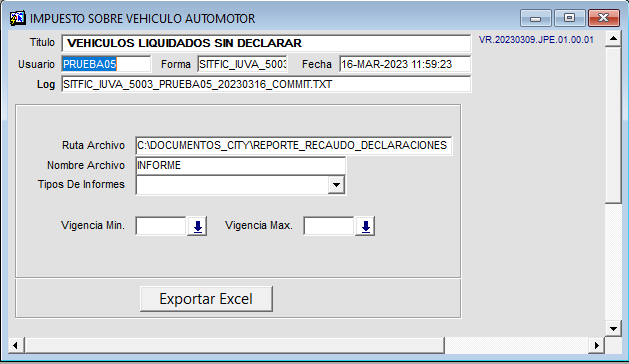 IMPUESTO SOBRE VEHICULO AUTOMOTOR
Titulo VEHICULOS LIQUIDADOS SIN DECLARAR VR.20230309.JPE.01.00.01
Usuario PRUEBA05 Forma SITFIC_IUVA_5003 Fecha 16-MAR-2023 11:59:23
Log SITFIC_IUVA_5003_PRUEBA05_20230316_COMMIT.TXT
Ruta Archivo C:\DOCUMENTOS_CITY\REPORTE_RECAUDO_DECLARACIONES
Nombre Archivo INFORME
Tipos De Informes
Vigencia Min. Vigencia Max.
Exportar Excel